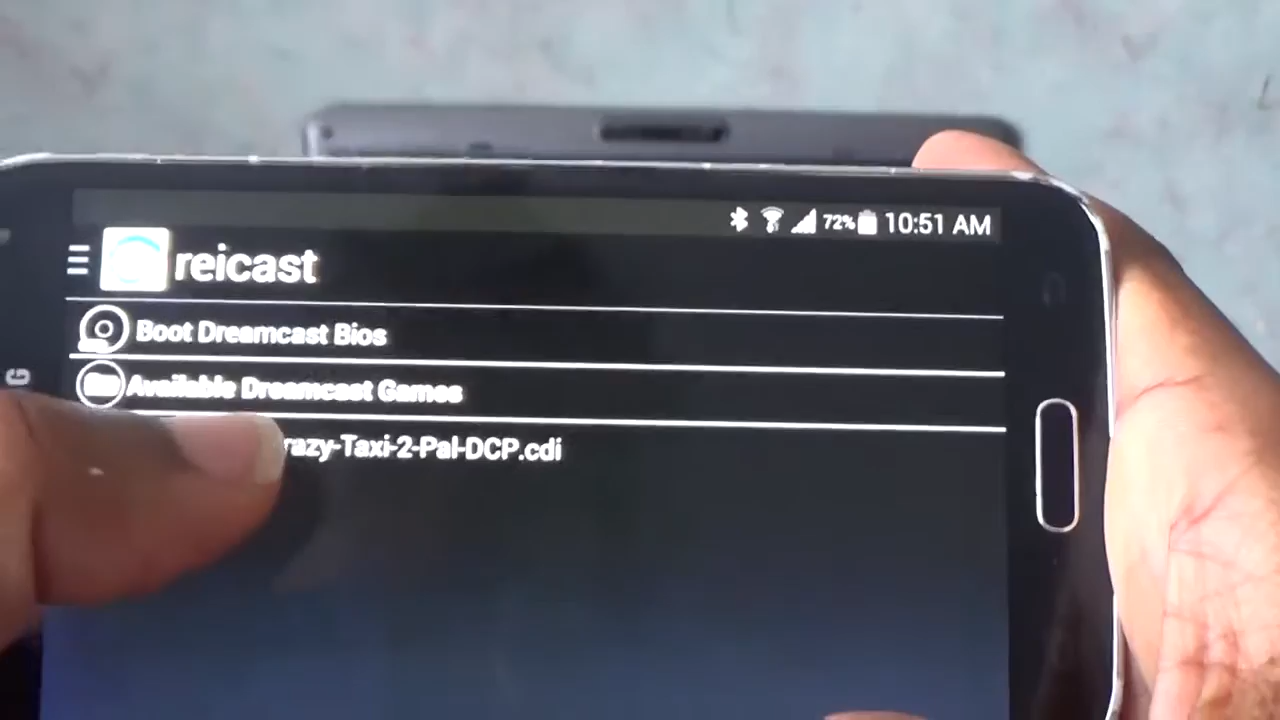 72% 10:51 AM
reicast
Boot Dreamcast Bios
Available Dreamcast Games
razy-Taxi-2-Pal-DCP.cdi
G